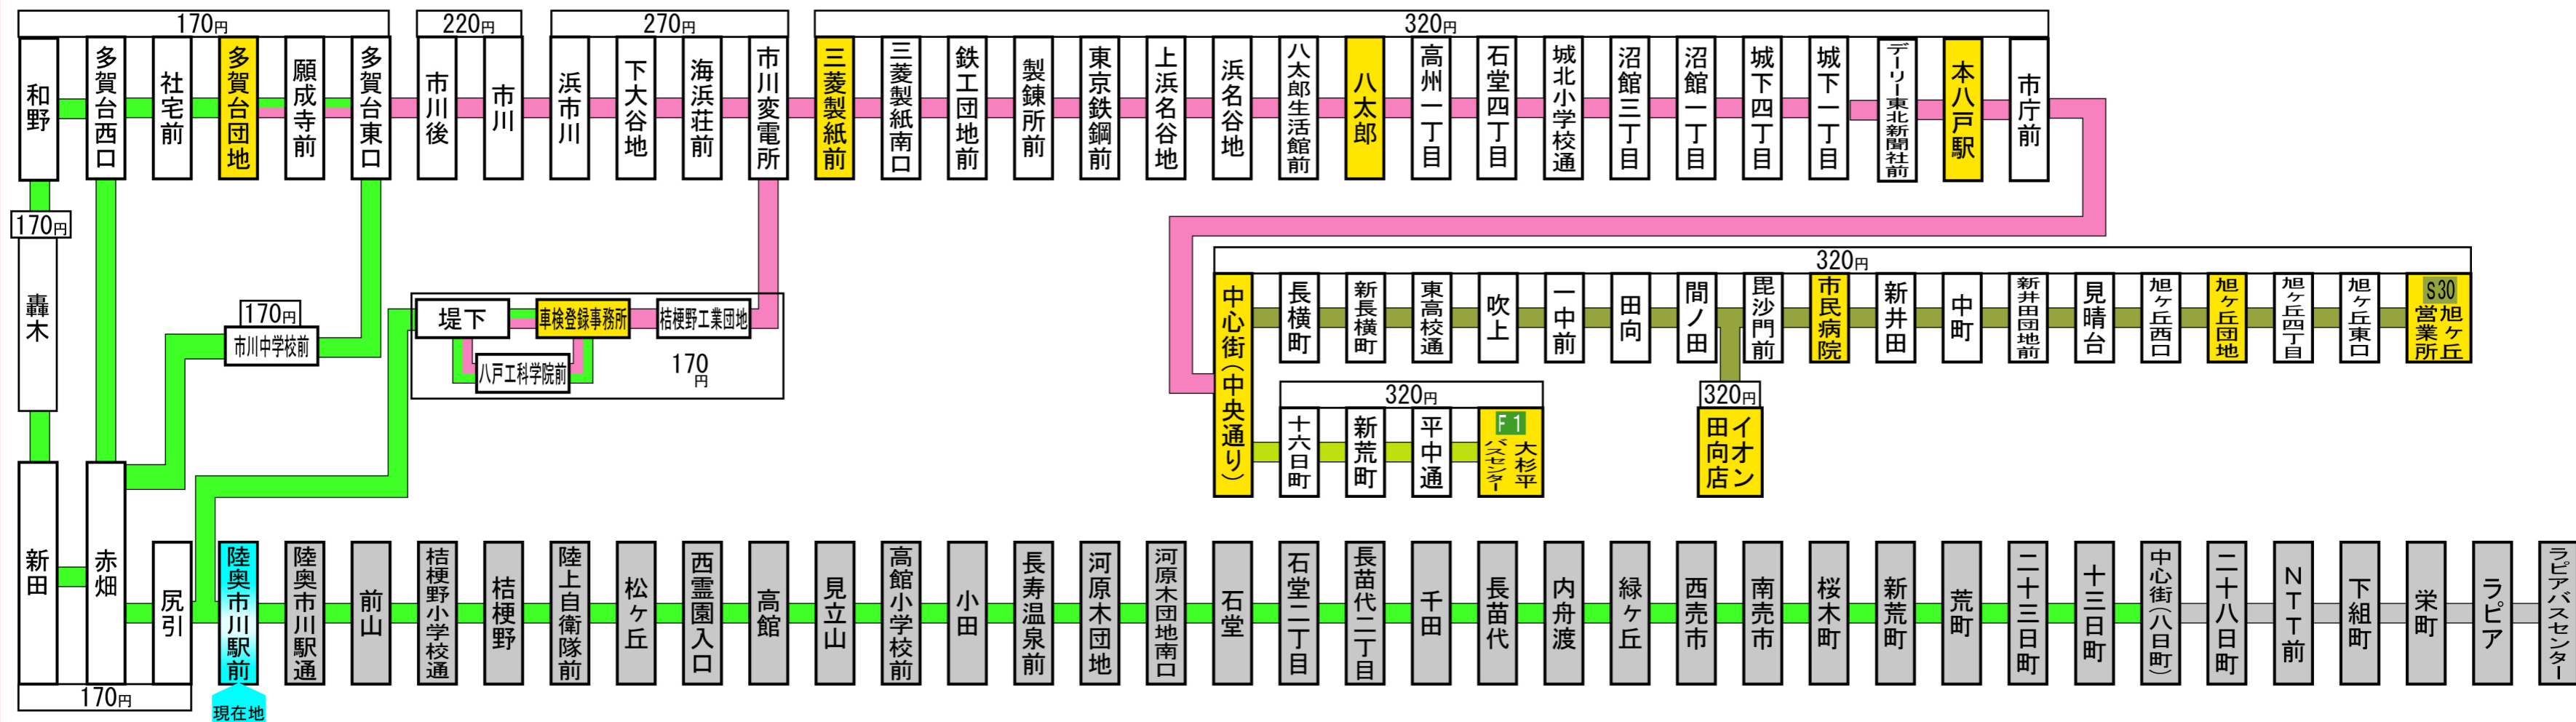 170円
220円
270円
320円
和野
多賀台西口
社宅前
多賀台団地
願成寺前
多賀台東口
市川後
市川
浜市川
下大谷地
海浜荘前
市川変電所
三菱製紙前
三菱製紙南口
鉄工団地前
製錬所前
東京鉄鋼前
上浜名谷地
浜名谷地
八太郎生活館前
八太郎
高州一丁目
石堂四丁目
城北小学校通
沼館三丁目
沼館一丁目
城下四丁目
城下一丁目
デーリー東北新聞社前
本八戸駅
市庁前
170円
轟木
170円
市川中学校前
堤下
車検登録事務所
桔梗野工業団地
八戸工科学院前
170円
320円
中心街(中央通り)
長横町
新長横町
東高校通
吹上
一中前
田向
間ノ田
毘沙門前
市民病院
新井田
中町
新井田団地前
見晴台
旭ヶ丘西口
旭ヶ丘団地
旭ヶ丘四丁目
旭ヶ丘東口
S30
旭ヶ丘営業所
320円
十六日町
新荒町
平中通
F1
大杉平バスセンター
320円
イオン田向店
新田
赤畑
尻引
陸奥市川駅前
陸奥市川駅通
前山
桔梗野小学校通
桔梗野
陸上自衛隊前
松ヶ丘
西霊園入口
高館
見立山
高館小学校前
小田
長寿温泉前
河原木団地
河原木団地南口
石堂
石堂二丁目
長苗代二丁目
千田
長苗代
内舟渡
緑ヶ丘
西売市
南売市
桜木町
新荒町
荒町
二十三日町
十三日町
中心街(八日町)
二十八日町
NTT前
下組町
栄町
ラピア
ラピアバスセンター
170円
現在地